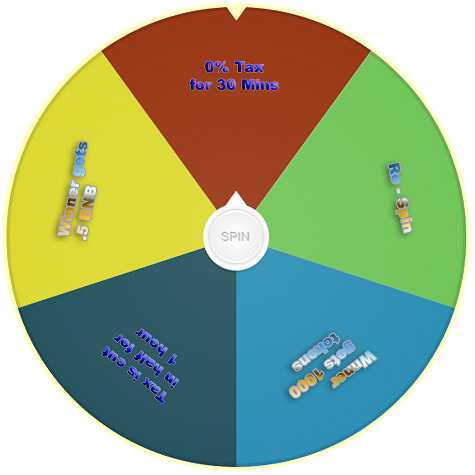 0% Tax
for 30 Mins
Re - Spin
Winner
gets 1000
tokens
Tax is cut
in half for
1 hour
Winner gets
.5 BNB
SPIN